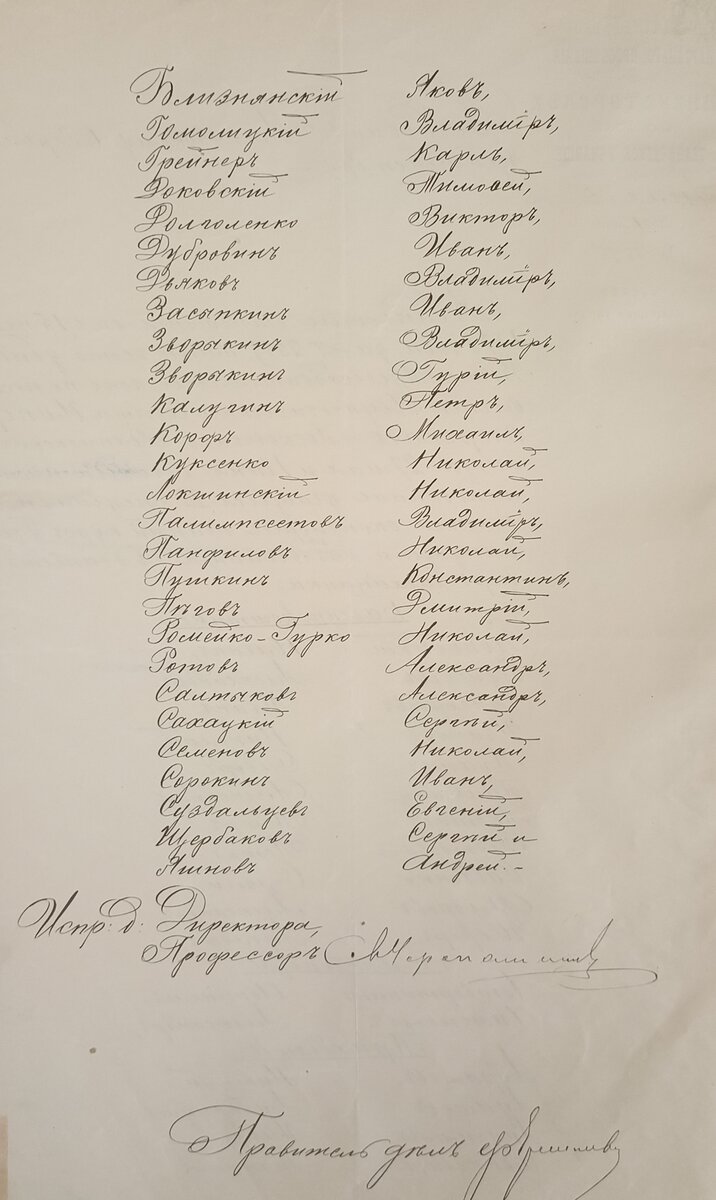 Близнянскій Яковъ,
Гомолицкій Владиміръ,
Грейнеръ Карлъ,
Доковскій Тимоѳей,
Долголенко Викторъ,
Дубровинъ Иванъ,
Дьяковъ Владиміръ,
Засыпкинъ Иванъ,
Зворыкинъ Владиміръ,
Зворыкинъ Гурій,
Калугинъ Петръ,
Корфъ Михаилъ,
Куксенко Николай,
Локшинскій Николай,
Палимпсестовъ Владиміръ,
Панфиловъ Николай,
Пушкинъ Константинъ,
Пѣговъ Дмитрій,
Ромейко-Гурко Николай,
Ротовъ Александръ,
Салтыковъ Александръ,
Сахацкій Сергѣй,
Семеновъ Николай,
Сорокинъ Иванъ,
Суздальцевъ Евгеній,
Щербаковъ Сергѣй и
Яшновъ Андрей.-
Испр: д: Директора,
Профессоръ
Правитель дѣлъ